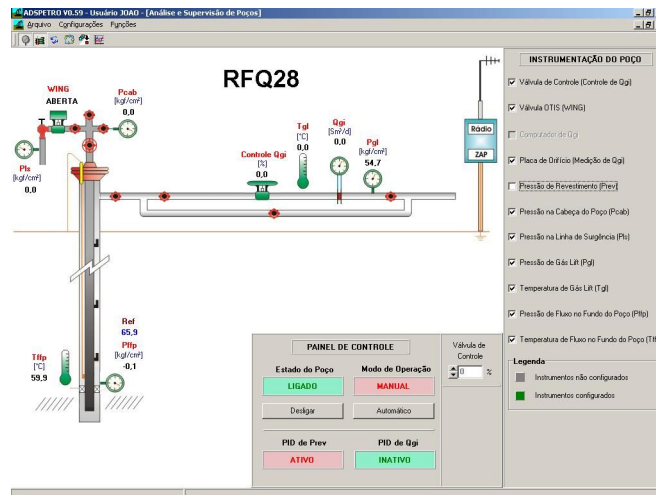 ADSPETRO V0.59 - Usuário JOAO - [Análise e Supervisão de Poços]
Arquivo Configurações Funções
RFQ28
WING
ABERTA
Pcab
[kgf/cm²]
0,0
Pls
[kgf/cm²]
0,0
Controle Qgi
[%]
0,0
Tgl
[°C]
0,0
Qgi
[Sm³/d]
0,0
Pgl
[kgf/cm²]
54,7
Rádio
ZAP
Ref
65,9
Pffp
[kgf/cm²]
-0,1
Tffp
[°C]
59,9
PAINEL DE CONTROLE
Estado do Poço
LIGADO
Desligar
Modo de Operação
MANUAL
Automático
PID de Prev
ATIVO
PID de Qgi
INATIVO
Válvula de
Controle
0 %
INSTRUMENTAÇÃO DO POÇO
Válvula de Controle (Controle de Qgi)
Válvula OTIS (WING)
Computador de Qgi
Placa de Orifício (Medição de Qgi)
Pressão de Revestimento (Prev)
Pressão na Cabeça do Poço (Pcab)
Pressão na Linha de Surgência (Pls)
Pressão de Gás Lift (Pgl)
Temperatura de Gás Lift (Tgl)
Pressão de Fluxo no Fundo do Poço (Pffp)
Temperatura de Fluxo no Fundo do Poço (Tff
Legenda
Instrumentos não configurados
Instrumentos configurados